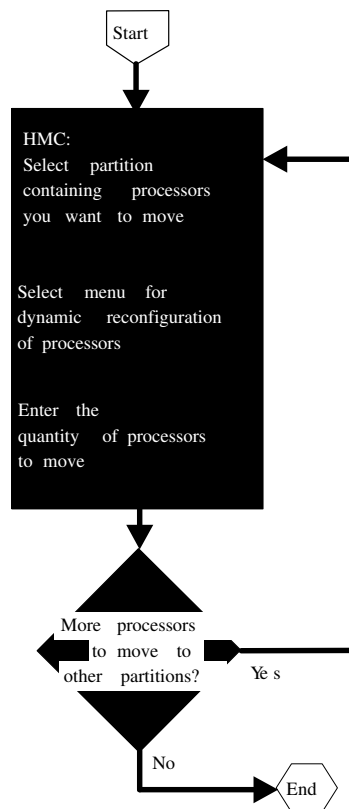 Start
HMC:
Select partition
containing processors
you want to move
Select menu for
dynamic reconfiguration
of processors
Enter the
quantity of processors
to move
More processors
to move to
other partitions?
Yes
No
End